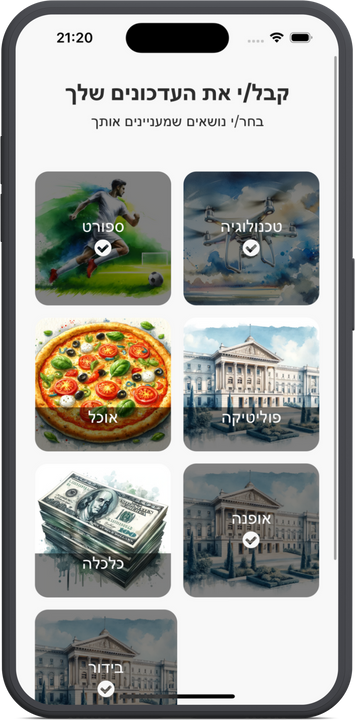 21:20
קבל/י את העדכונים שלך
בחר/י נושאים שמעניינים אותך
טכנולוגיה
ספורט
פוליטיקה
אוכל
אופנה
כלכלה
בידור